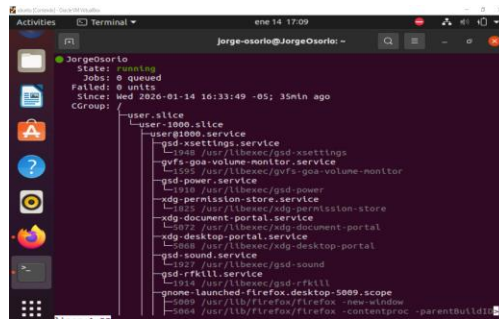 ubuntu [Corriendo] - Oracle VM VirtualBox
Activities Terminal ene 14 17:09
jorge-osorio@JorgeOsorio: ~
JorgeOsorio
State: running
Jobs: 0 queued
Failed: 0 units
Since: Wed 2026-01-14 16:33:49 -05; 35min ago
CGroup: /
├─user.slice
└─user-1000.slice
└─user@1000.service
├─gsd-xsettings.service
└─1948 /usr/libexec/gsd-xsettings
├─gvfs-goa-volume-monitor.service
└─1595 /usr/libexec/gvfs-goa-volume-monitor
├─gsd-power.service
└─1910 /usr/libexec/gsd-power
├─xdg-permission-store.service
└─1825 /usr/libexec/xdg-permission-store
├─xdg-document-portal.service
└─5072 /usr/libexec/xdg-document-portal
├─xdg-desktop-portal.service
└─5068 /usr/libexec/xdg-desktop-portal
├─gsd-sound.service
└─1927 /usr/libexec/gsd-sound
├─gsd-rfkill.service
└─1914 /usr/libexec/gsd-rfkill
├─gnome-launched-firefox.desktop-5009.scope
├─5009 /usr/lib/firefox/firefox -new-window
├─5064 /usr/lib/firefox/firefox -contentproc -parentBuildID